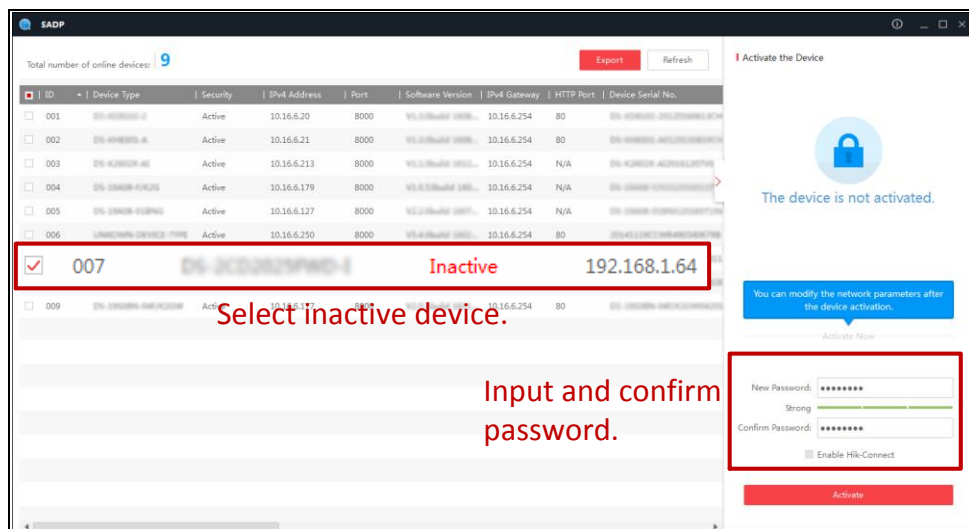 SADP
Total number of online devices: 9
Export
Refresh
ID | Device Type | Security | IPv4 Address | Port | Software Version | IPv4 Gateway | HTTP Port | Device Serial No.
001 Active 10.16.6.20 8000 10.16.6.254 80
002 Active 10.16.6.21 8000 10.16.6.254 80
003 Active 10.16.6.213 8000 10.16.6.254 N/A
004 Active 10.16.6.179 8000 10.16.6.254 N/A
005 Active 10.16.6.127 8000 10.16.6.254 N/A
006 Active 10.16.6.250 8000 10.16.6.254 80
007 Inactive 192.168.1.64
009 8000 10.16.6.254 80
Select inactive device.
Input and confirm
password.
Activate the Device
The device is not activated.
You can modify the network parameters after
the device activation.
Activate Now
New Password: ●●●●●●●●
Strong
Confirm Password: ●●●●●●●●
Enable Hik-Connect
Activate